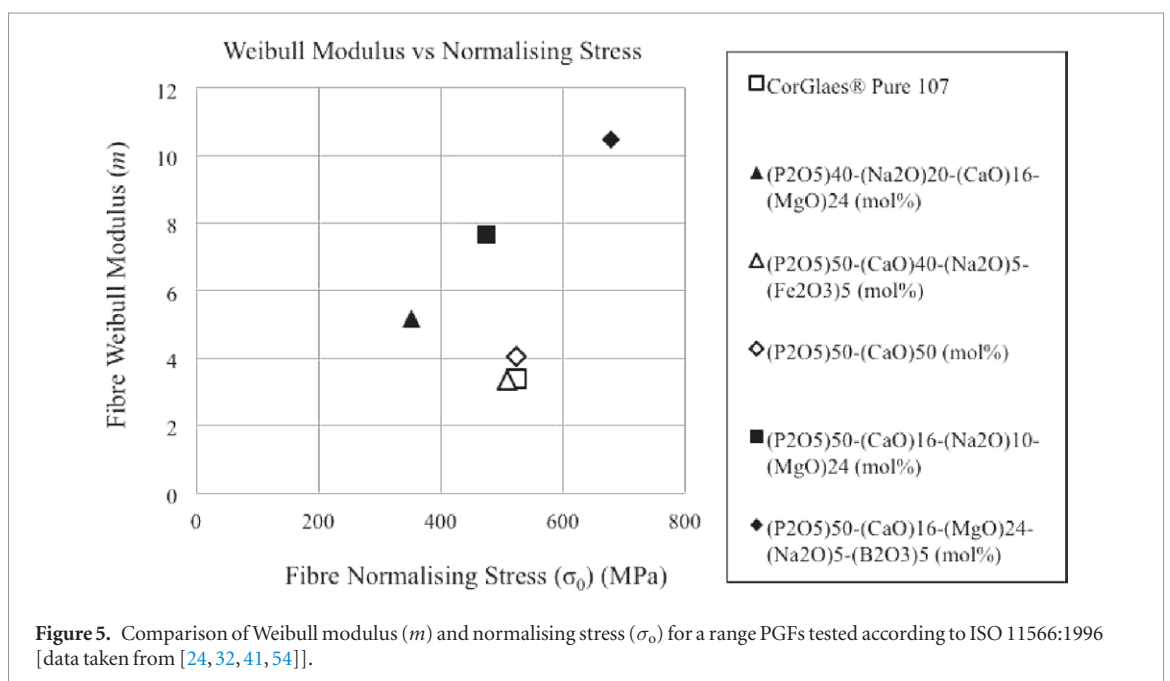 Weibull Modulus vs Normalising Stress
12
10
8
6
4
2
0
0 200 400 600 800
Fibre Weibull Modulus (m)
Fibre Normalising Stress (σ0) (MPa)
CorGlaes® Pure 107
(P2O5)40-(Na2O)20-(CaO)16-
(MgO)24 (mol%)
(P2O5)50-(CaO)40-(Na2O)5-
(Fe2O3)5 (mol%)
(P2O5)50-(CaO)50 (mol%)
(P2O5)50-(CaO)16-(Na2O)10-
(MgO)24 (mol%)
(P2O5)50-(CaO)16-(MgO)24-
(Na2O)5-(B2O3)5 (mol%)
Figure 5. Comparison of Weibull modulus (m) and normalising stress (σo) for a range PGFs tested according to ISO 11566:1996
[data taken from [24, 32, 41, 54]].